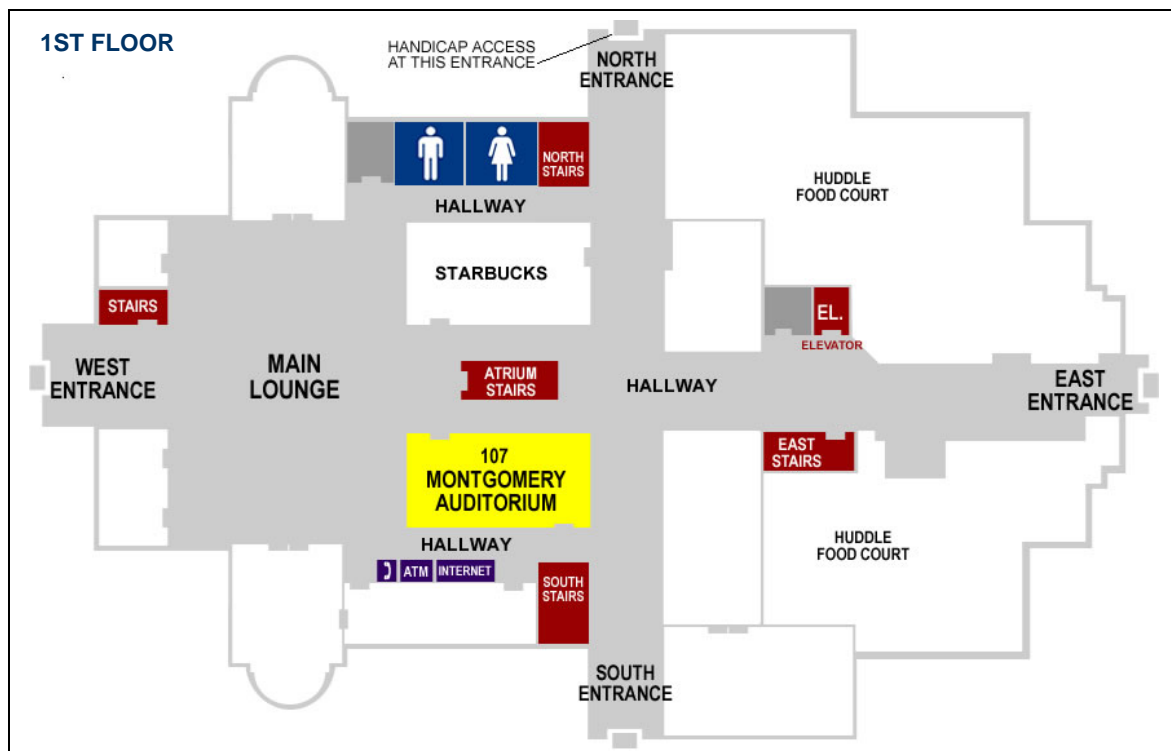 1ST FLOOR
HANDICAP ACCESS
AT THIS ENTRANCE
NORTH
ENTRANCE
NORTH
STAIRS
HUDDLE
FOOD COURT
HALLWAY
STARBUCKS
STAIRS
EL.
ELEVATOR
WEST
ENTRANCE
MAIN
LOUNGE
ATRIUM
STAIRS
HALLWAY
EAST
ENTRANCE
107
MONTGOMERY
AUDITORIUM
EAST
STAIRS
HALLWAY
HUDDLE
FOOD COURT
ATM
INTERNET
SOUTH
STAIRS
SOUTH
ENTRANCE